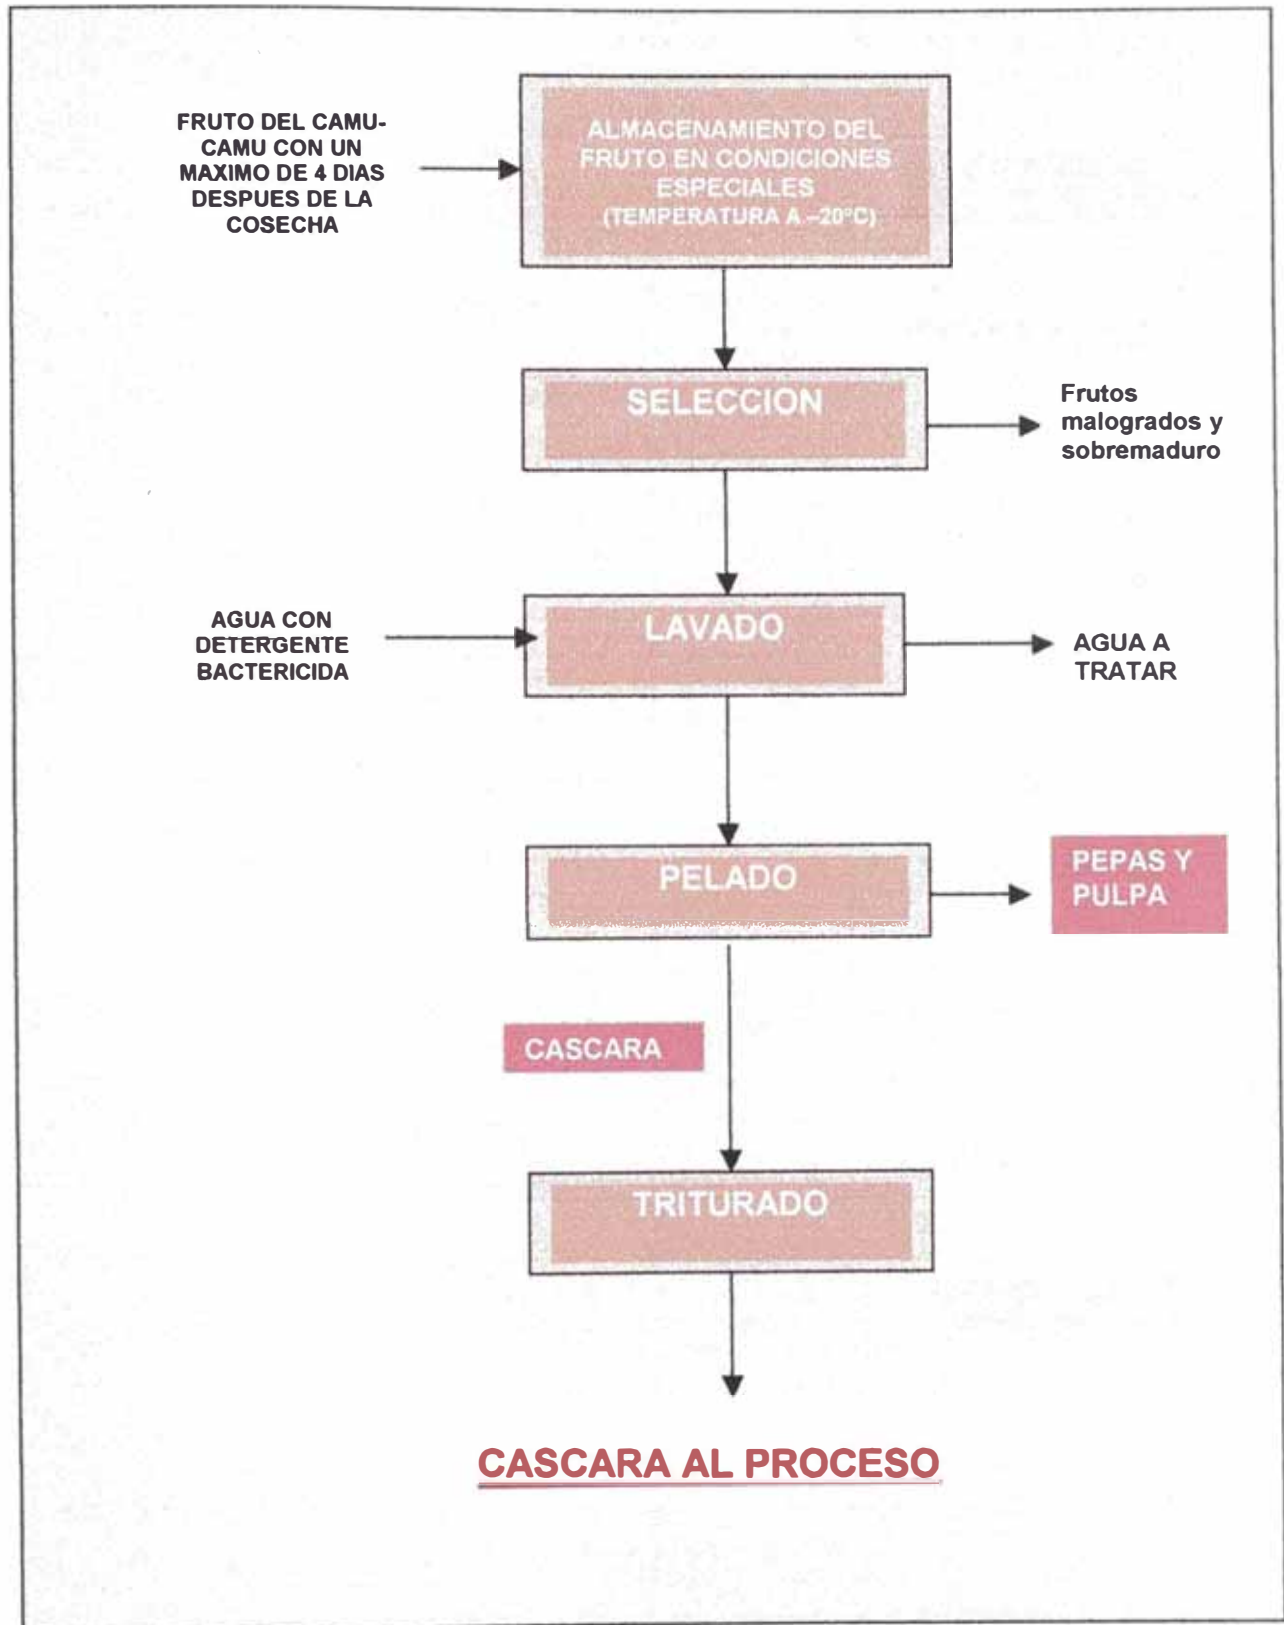 FRUTO DEL CAMU-
CAMU CON UN
MAXIMO DE 4 DIAS
DESPUES DE LA
COSECHA
ALMACENAMIENTO DEL
FRUTO EN CONDICIONES
ESPECIALES
(TEMPERATURA A –20°C)
SELECCION
Frutos
malogrados y
sobremaduro
AGUA CON
DETERGENTE
BACTERICIDA
LAVADO
AGUA A
TRATAR
PELADO
PEPAS Y
PULPA
CASCARA
TRITURADO
CASCARA AL PROCESO